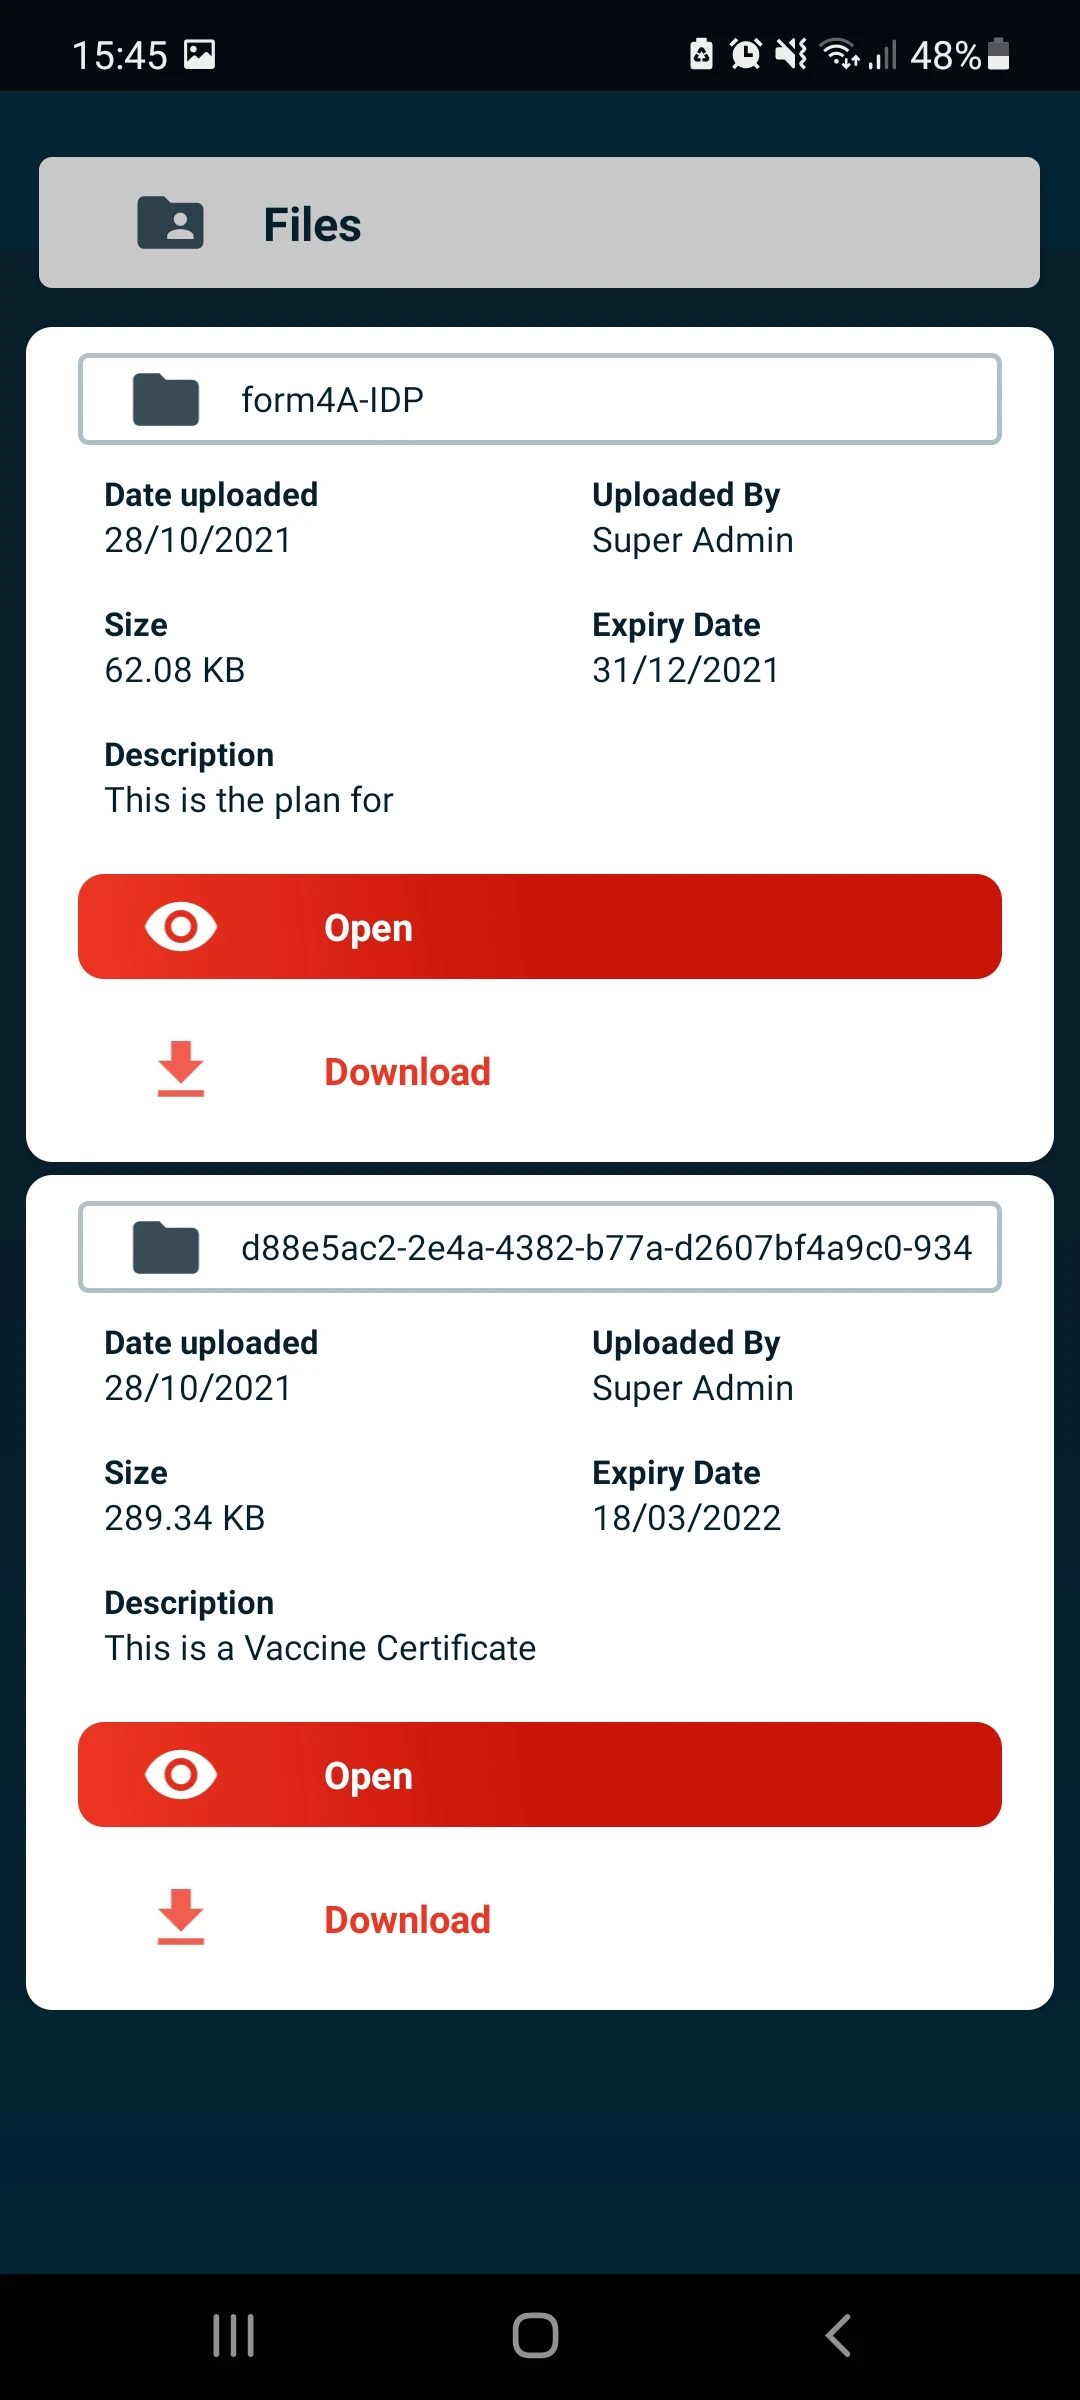 15:45 48%
Files
form4A-IDP
Date uploaded Uploaded By
28/10/2021 Super Admin
Size Expiry Date
62.08 KB 31/12/2021
Description
This is the plan for
Open
Download
d88e5ac2-2e4a-4382-b77a-d2607bf4a9c0-934
Date uploaded Uploaded By
28/10/2021 Super Admin
Size Expiry Date
289.34 KB 18/03/2022
Description
This is a Vaccine Certificate
Open
Download